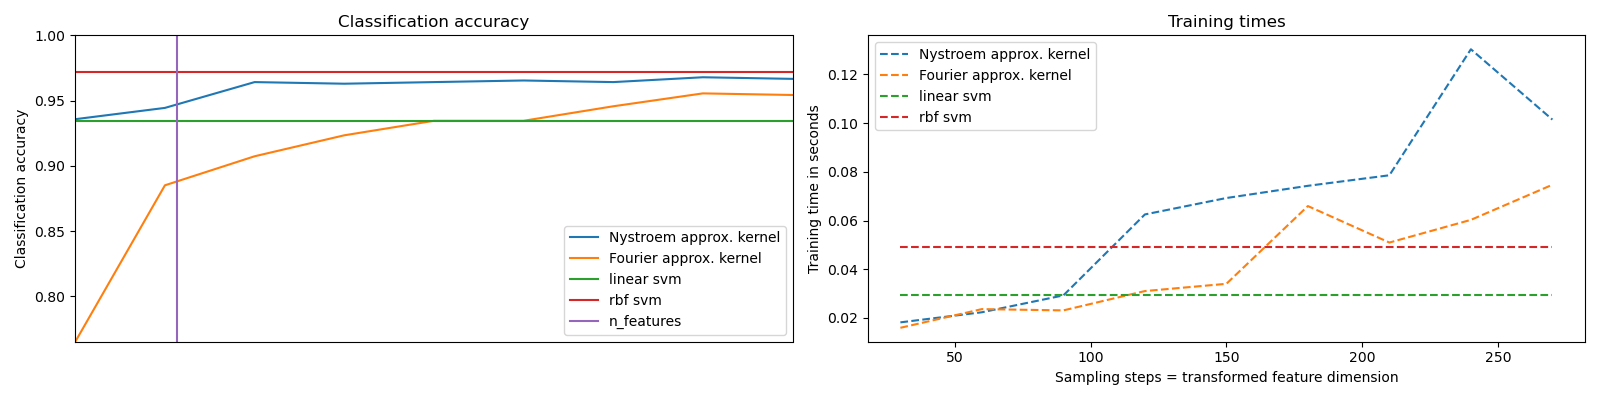 Classification accuracy
Classification accuracy
1.00
0.95
0.90
0.85
0.80
Nystroem approx. kernel
Fourier approx. kernel
linear svm
rbf svm
n_features
Training times
Training time in seconds
0.12
0.10
0.08
0.06
0.04
0.02
Nystroem approx. kernel
Fourier approx. kernel
linear svm
rbf svm
50
100
150
200
250
Sampling steps = transformed feature dimension